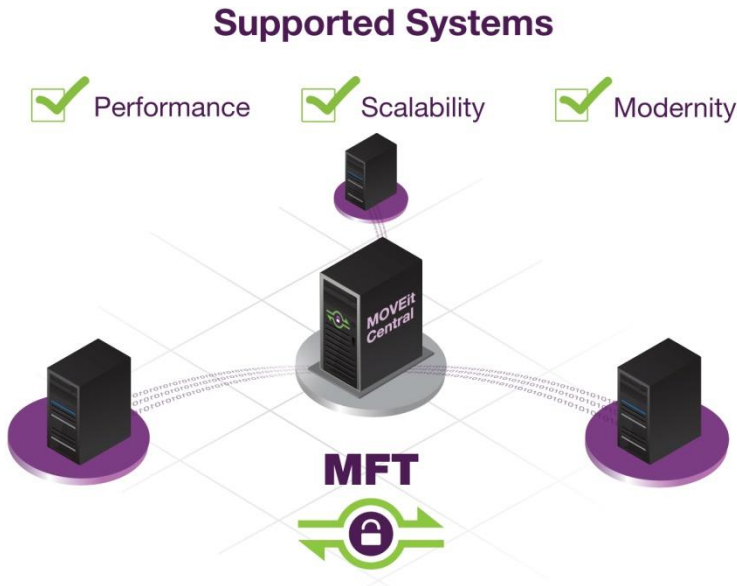 Supported Systems
Performance
Scalability
Modernity
MOVEit
Central
MFT